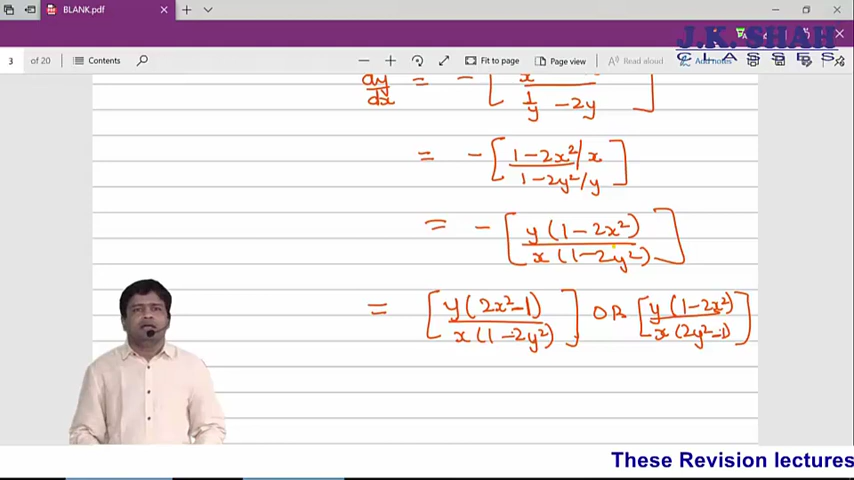 BLANK.pdf
J.K. SHAH
CLASSES
3 of 20 Contents Fit to page Page view Read aloud Add notes
dy/dx = - [ x / 1/y - 2y ]
= - [ 1 - 2x²/x / 1 - 2y²/y ]
= - [ y (1 - 2x²) / x (1 - 2y²) ]
= [ y (2x² - 1) / x (1 - 2y²) ] OR [ y (1 - 2x²) / x (2y² - 1) ]
These Revision lectures